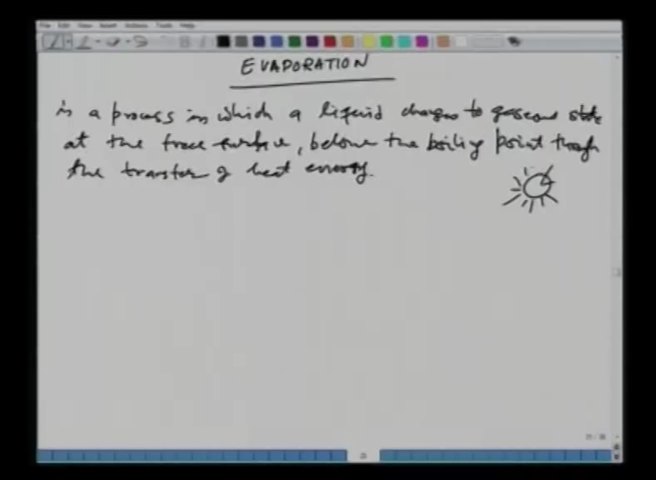 EVAPORATION
is a process in which a liquid changes to gaseous state
at the free surface, below the boiling point through
the transfer of heat energy.